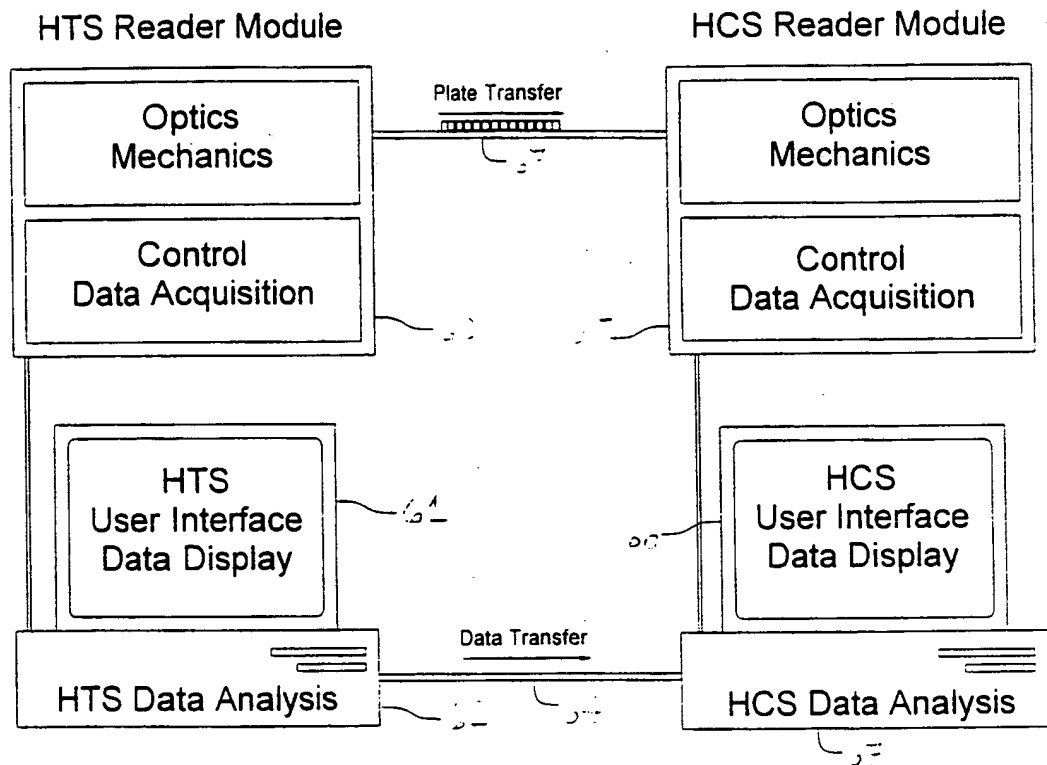 HTS Reader Module
HCS Reader Module
Plate Transfer
Optics
Mechanics
Optics
Mechanics
Control
Data Acquisition
Control
Data Acquisition
HTS
User Interface
Data Display
HCS
User Interface
Data Display
Data Transfer
HTS Data Analysis
HCS Data Analysis